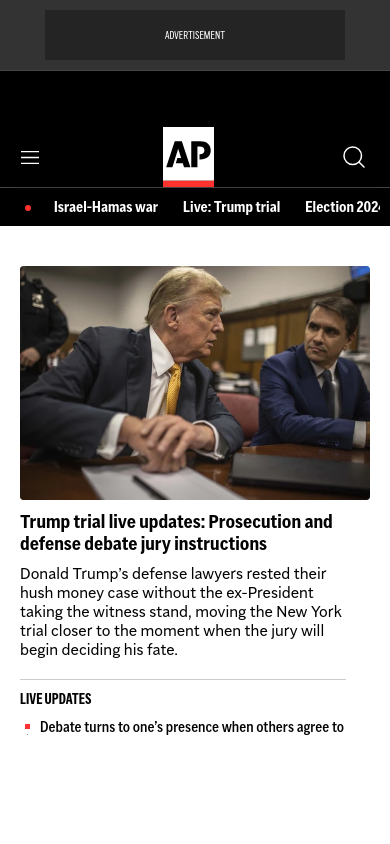 ADVERTISEMENT
AP
Israel-Hamas war Live: Trump trial Election 202
Trump trial live updates: Prosecution and
defense debate jury instructions
Donald Trump's defense lawyers rested their
hush money case without the ex-President
taking the witness stand, moving the New York
trial closer to the moment when the jury will
begin deciding his fate.
LIVE UPDATES
Debate turns to one's presence when others agree to